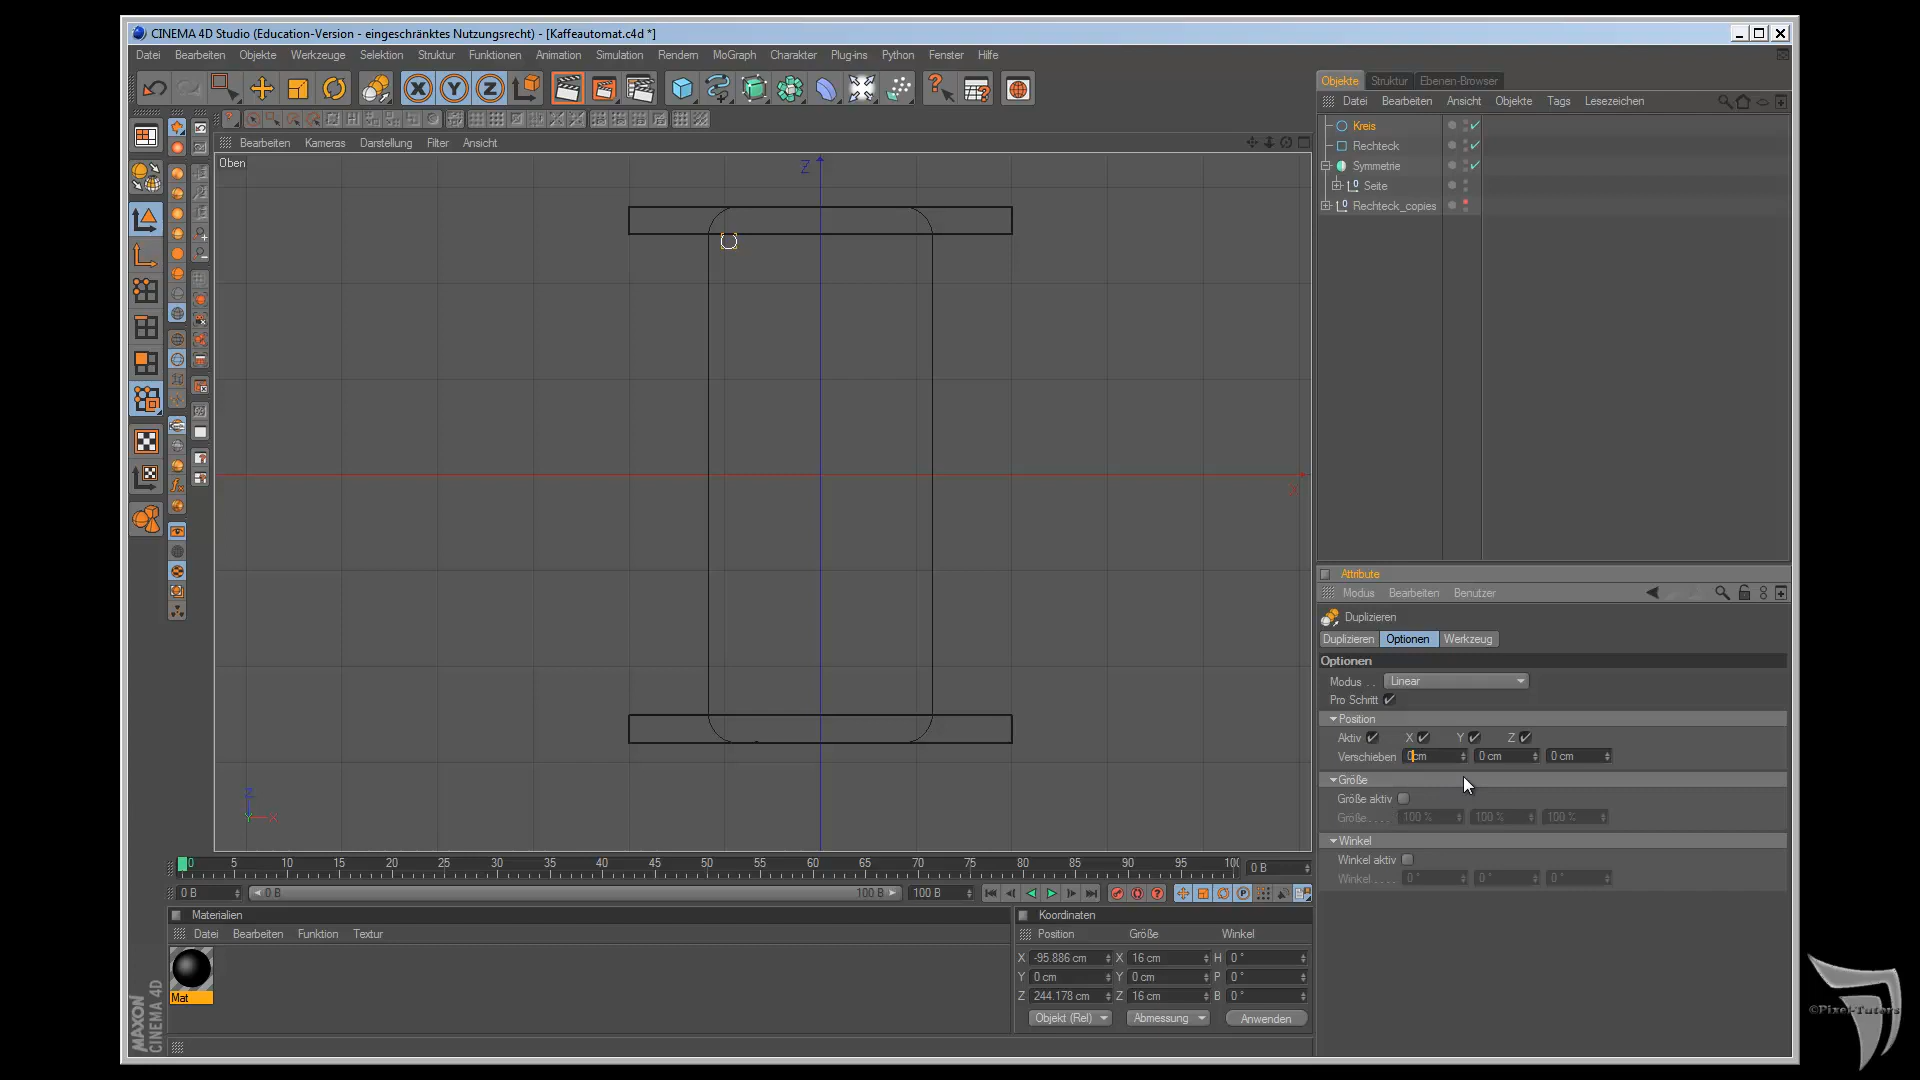 CINEMA 4D Studio (Education-Version - eingeschränktes Nutzungsrecht) - [Kaffeautomat.c4d *]
Datei Bearbeiten Objekte Werkzeuge Selektion Struktur Funktionen Animation Simulation Rendern MoGraph Charakter Plug-ins Python Fenster Hilfe
Objekte Struktur Ebenen-Browser
Datei Bearbeiten Ansicht Objekte Tags Lesezeichen
Kreis
Rechteck
Symmetrie
Seite
Rechteck_copies
Bearbeiten Kameras Darstellung Filter Ansicht
Oben
Z
Z
Y X
Attribute
Modus Bearbeiten Benutzer
Duplizieren
Duplizieren Optionen Werkzeug
Optionen
Modus . . Linear
Pro Schritt
Position
Aktiv X Y Z
Verschieben 0cm 0 cm 0 cm
Größe
Größe aktiv
Größe . . . . 100 % 100 % 100 %
Winkel
Winkel aktiv
Winkel . . . . 0 ° 0 ° 0 °
0 5 10 15 20 25 30 35 40 45 50 55 60 65 70 75 80 85 90 95 100 0 B
0 B 0 B 100 B 100 B
Materialien
Datei Bearbeiten Funktion Textur
Mat
Koordinaten
Position Größe Winkel
X -95.886 cm X 16 cm H 0 °
Y 0 cm Y 0 cm P 0 °
Z 244.178 cm Z 16 cm B 0 °
Objekt (Rel) Abmessung Anwenden
MAXON
CINEMA 4D
©Pixel-Tutors